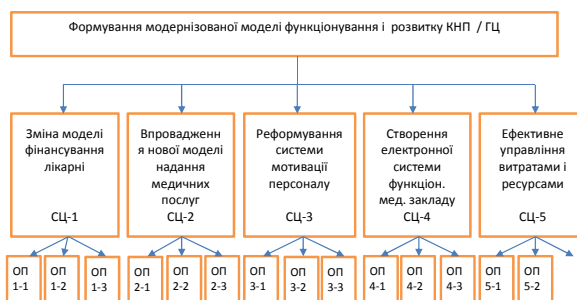 Формування модернізованої моделі функціонування і розвитку КНП / ГЦ
Зміна моделі
фінансування
лікарні
СЦ-1
Впровадженн
я нової моделі
надання
медичних
послуг
СЦ-2
Реформування
системи
мотивації
персоналу
СЦ-3
Створення
електронної
системи
функціон.
мед. закладу
СЦ-4
Ефективне
управління
витратами і
ресурсами
СЦ-5
ОП
1-1
ОП
1-2
ОП
1-3
ОП
2-1
ОП
2-2
ОП
2-3
ОП
3-1
ОП
3-2
ОП
3-3
ОП
4-1
ОП
4-2
ОП
4-3
ОП
5-1
ОП
5-2